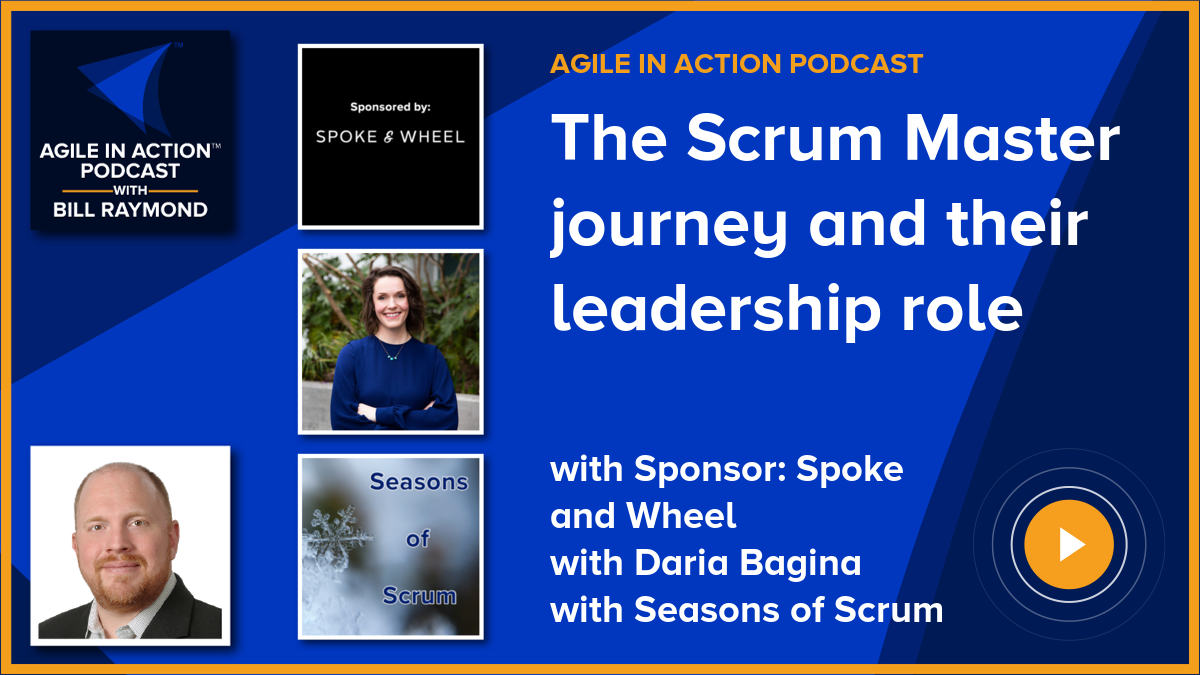 AGILE IN ACTION™
PODCAST
WITH
BILL RAYMOND
Sponsored by:
SPOKE & WHEEL
Seasons
of
Scrum
AGILE IN ACTION PODCAST
The Scrum Master
journey and their
leadership role
with Sponsor: Spoke
and Wheel
with Daria Bagina
with Seasons of Scrum